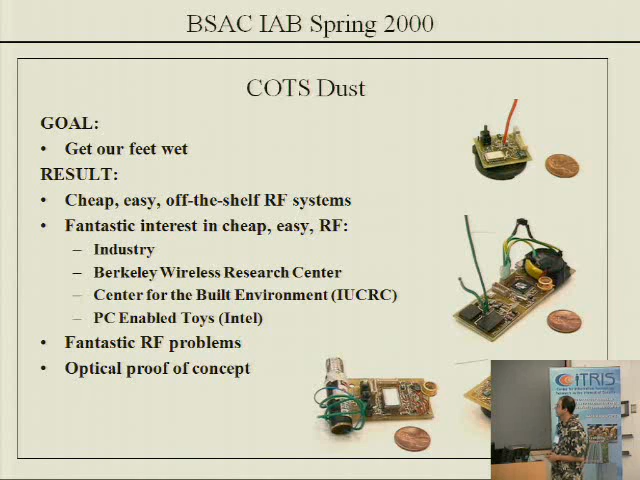 BSAC IAB Spring 2000
COTS Dust
GOAL:
• Get our feet wet
RESULT:
• Cheap, easy, off-the-shelf RF systems
• Fantastic interest in cheap, easy, RF:
– Industry
– Berkeley Wireless Research Center
– Center for the Built Environment (IUCRC)
– PC Enabled Toys (Intel)
• Fantastic RF problems
• Optical proof of concept
CITRIS